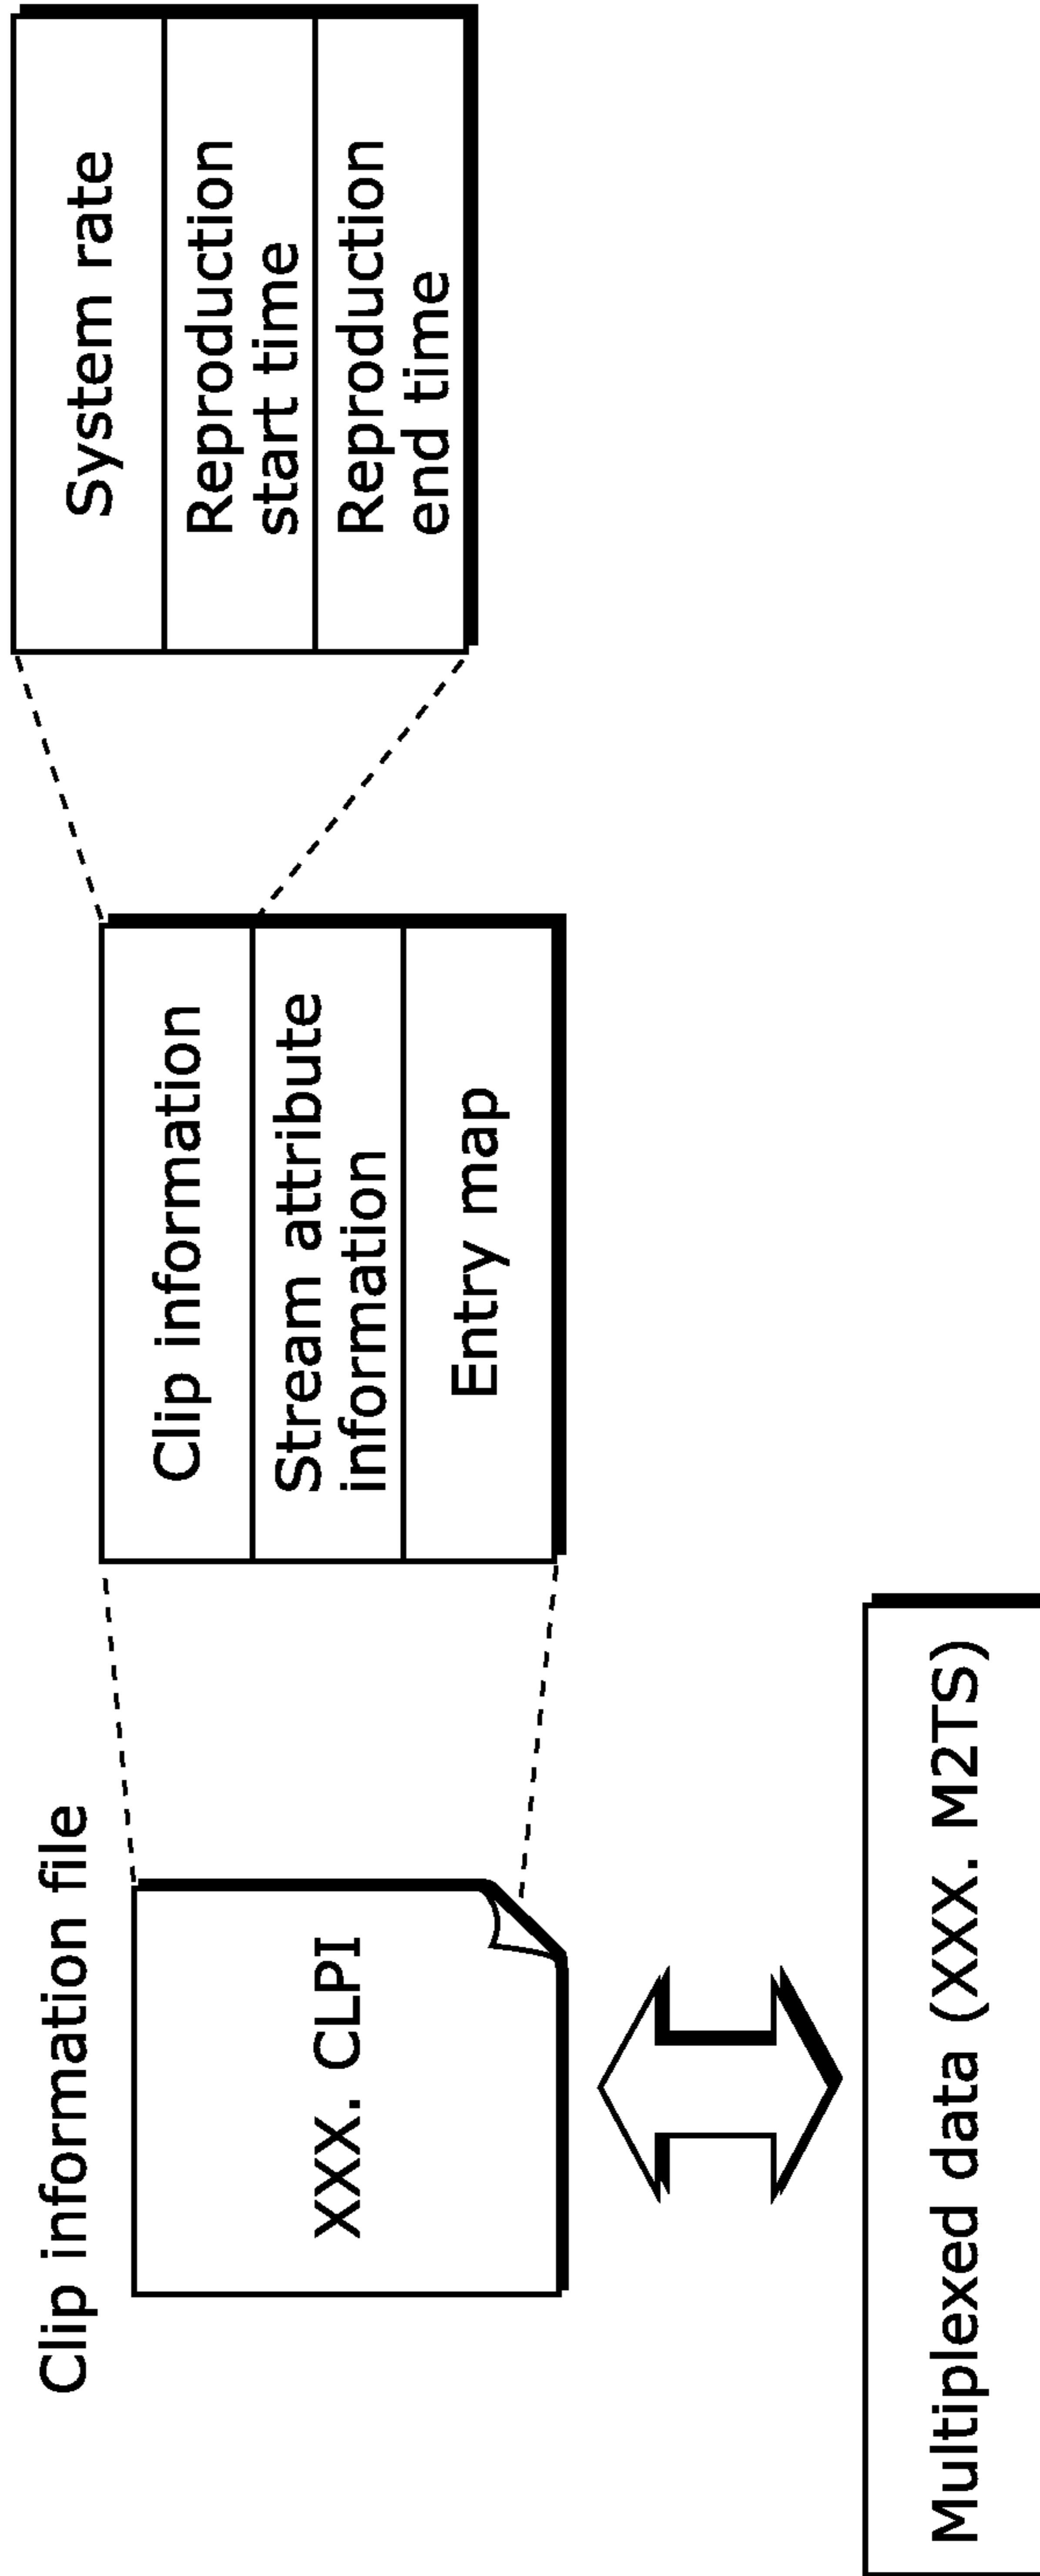 Clip information file
XXX. CLPI
Clip information
Stream attribute
information
Entry map
System rate
Reproduction
start time
Reproduction
end time
Multiplexed data (XXX. M2TS)